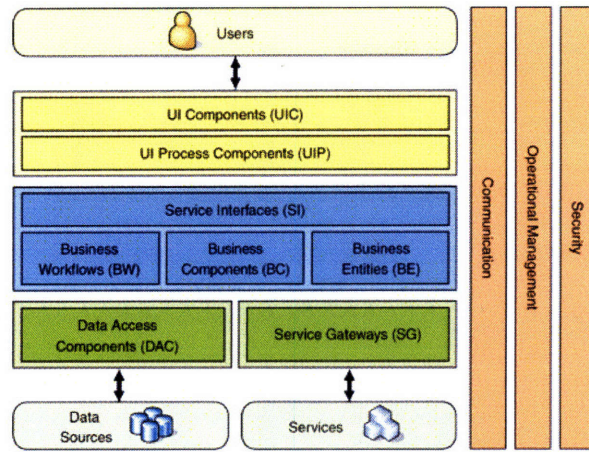 Users
UI Components (UIC)
UI Process Components (UIP)
Service Interfaces (SI)
Business
Workflows (BW)
Business
Components (BC)
Business
Entities (BE)
Data Access
Components (DAC)
Service Gateways (SG)
Data
Sources
Services
Communication
Operational Management
Security